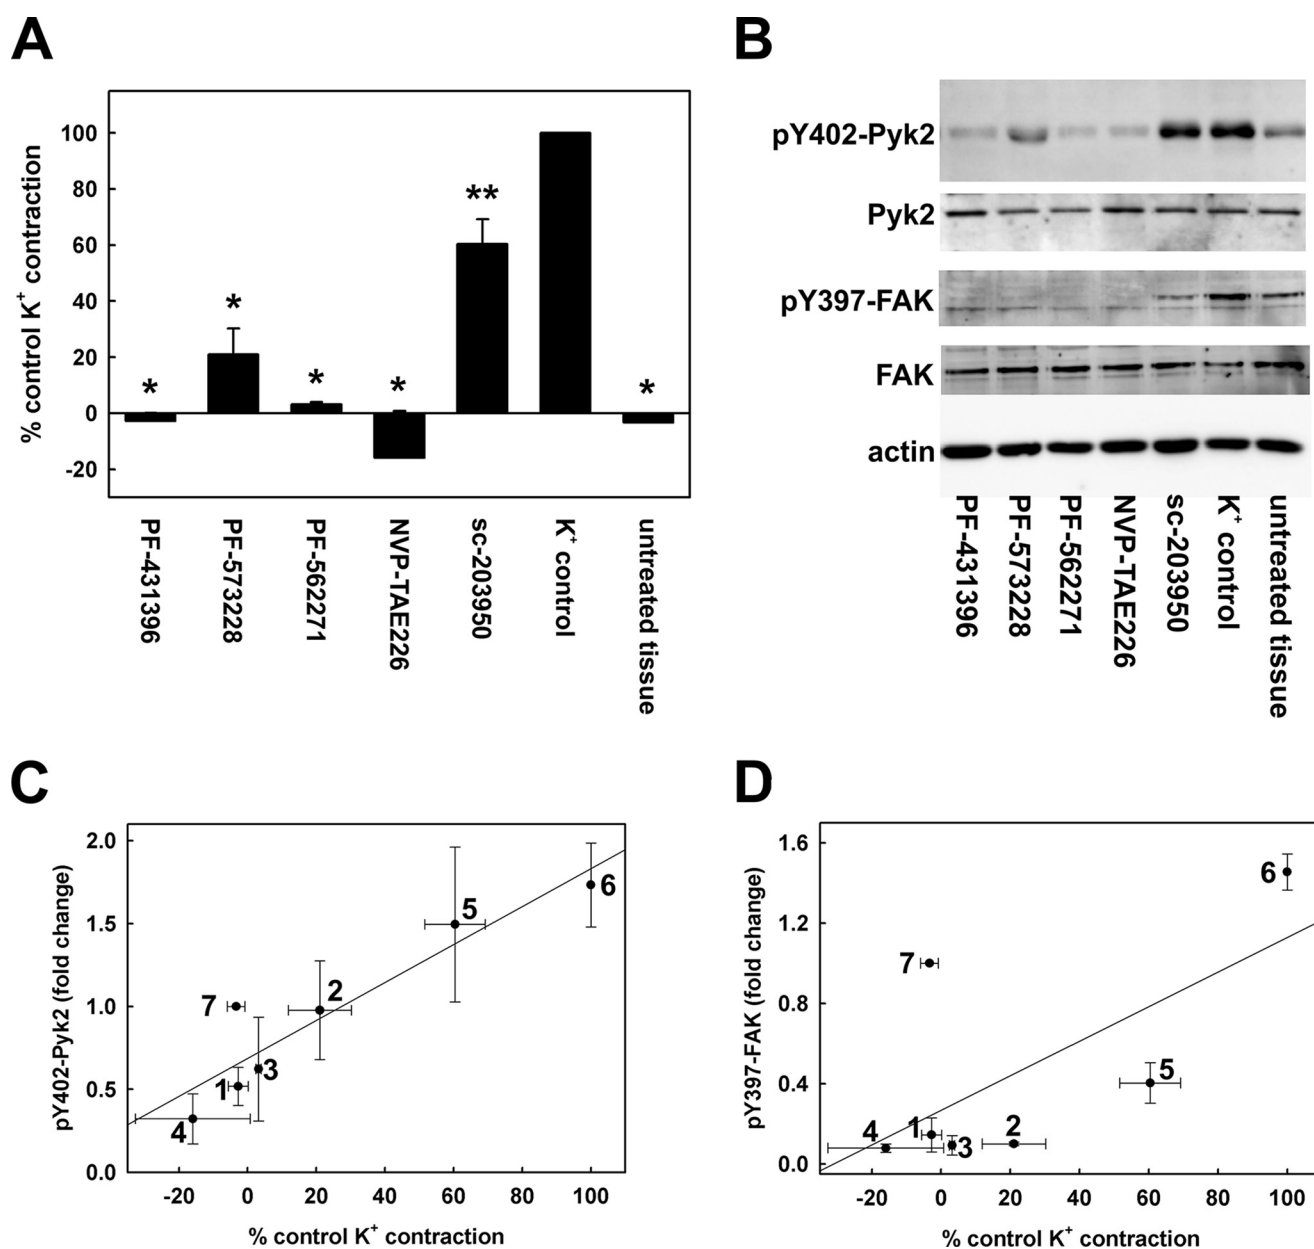 A
% control K⁺ contraction
100
80
60
40
20
0
-20
*
*
*
*
**
*
PF-431396
PF-573228
PF-562271
NVP-TAE226
sc-203950
K⁺ control
untreated tissue
B
pY402-Pyk2
Pyk2
pY397-FAK
FAK
actin
PF-431396
PF-573228
PF-562271
NVP-TAE226
sc-203950
K⁺ control
untreated tissue
C
pY402-Pyk2 (fold change)
2.0
1.5
1.0
0.5
0.0
7
1
4
3
2
5
6
-20 0 20 40 60 80 100
% control K⁺ contraction
D
pY397-FAK (fold change)
1.6
1.2
0.8
0.4
0.0
7
4
1
3
2
5
6
-20 0 20 40 60 80 100
% control K⁺ contraction